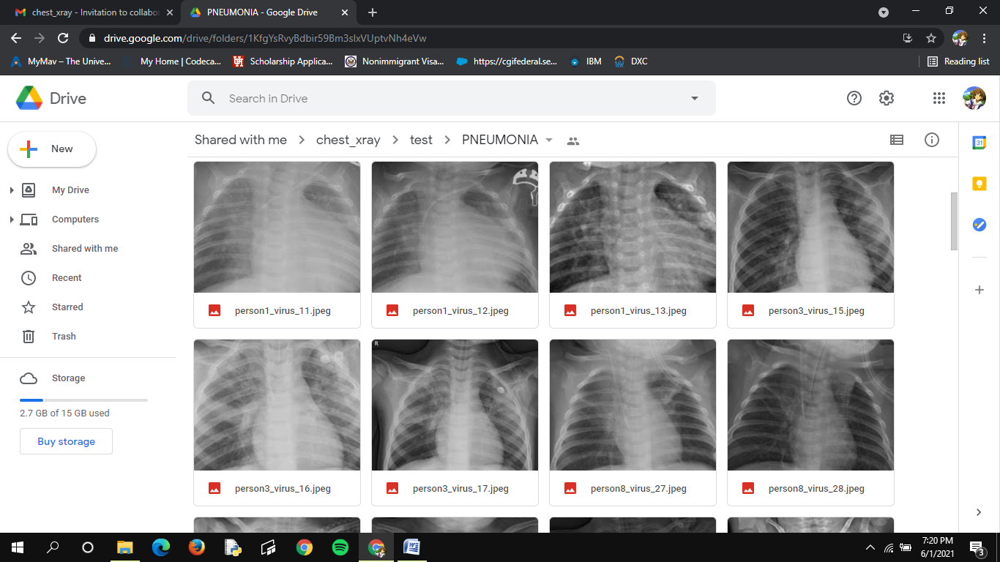 chest_xray - Invitation to collabor
PNEUMONIA - Google Drive
drive.google.com/drive/folders/1KfgYsRvyBdbir59Bm3slxVUptvNh4eVw
MyMav – The Unive...
My Home | Codeca...
Scholarship Applica...
Nonimmigrant Visa...
https://cgifederal.se...
IBM
DXC
Reading list
Drive
Search in Drive
New
My Drive
Computers
Shared with me
Recent
Starred
Trash
Storage
2.7 GB of 15 GB used
Buy storage
Shared with me > chest_xray > test > PNEUMONIA
person1_virus_11.jpeg
person1_virus_12.jpeg
person1_virus_13.jpeg
person3_virus_15.jpeg
R
person3_virus_16.jpeg
person3_virus_17.jpeg
person8_virus_27.jpeg
person8_virus_28.jpeg
31
7:20 PM
6/1/2021
3